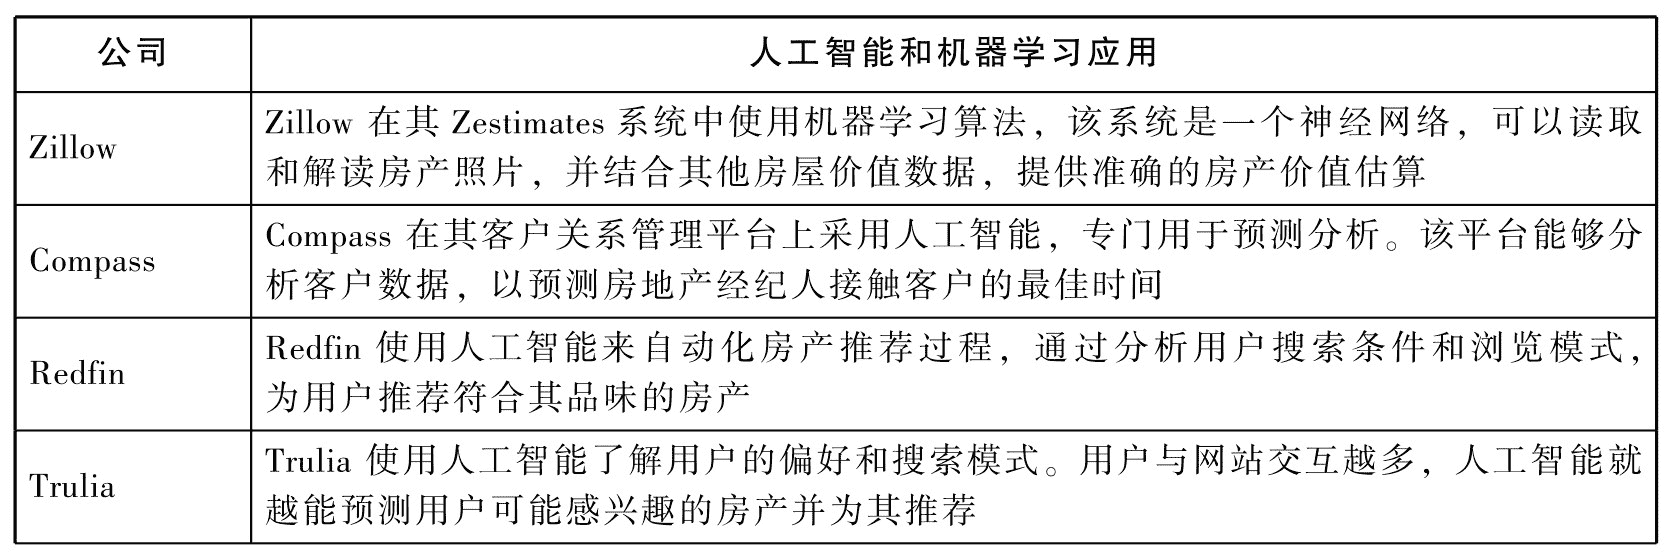 公司
人工智能和机器学习应用
Zillow
Zillow 在其 Zestimates 系统中使用机器学习算法，该系统是一个神经网络，可以读取
和解读房产照片，并结合其他房屋价值数据，提供准确的房产价值估算
Compass
Compass 在其客户关系管理平台上采用人工智能，专门用于预测分析。该平台能够分
析客户数据，以预测房地产经纪人接触客户的最佳时间
Redfin
Redfin 使用人工智能来自动化房产推荐过程，通过分析用户搜索条件和浏览模式，
为用户推荐符合其品味的房产
Trulia
Trulia 使用人工智能了解用户的偏好和搜索模式。用户与网站交互越多，人工智能就
越能预测用户可能感兴趣的房产并为其推荐